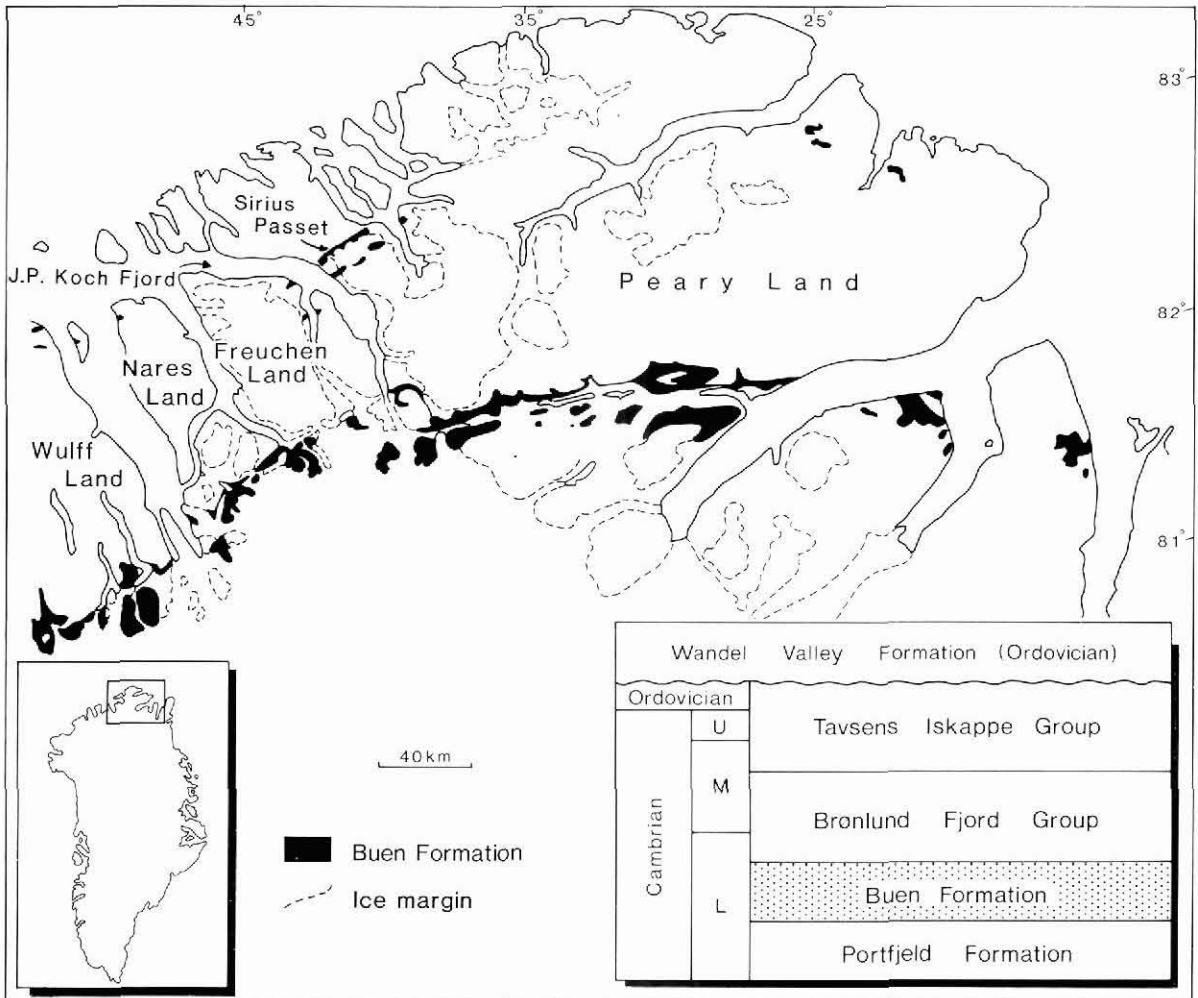 45°
35°
25°
83°
Sirius
Passet
J.P. Koch Fjord
Peary Land
82°
Freuchen
Land
Nares
Land
Wulff
Land
81°
40 km
Buen Formation
Ice margin
Wandel Valley Formation (Ordovician)
Ordovician
U
Tavsens Iskappe Group
M
Cambrian
Brønlund Fjord Group
L
Buen Formation
Portfjeld Formation